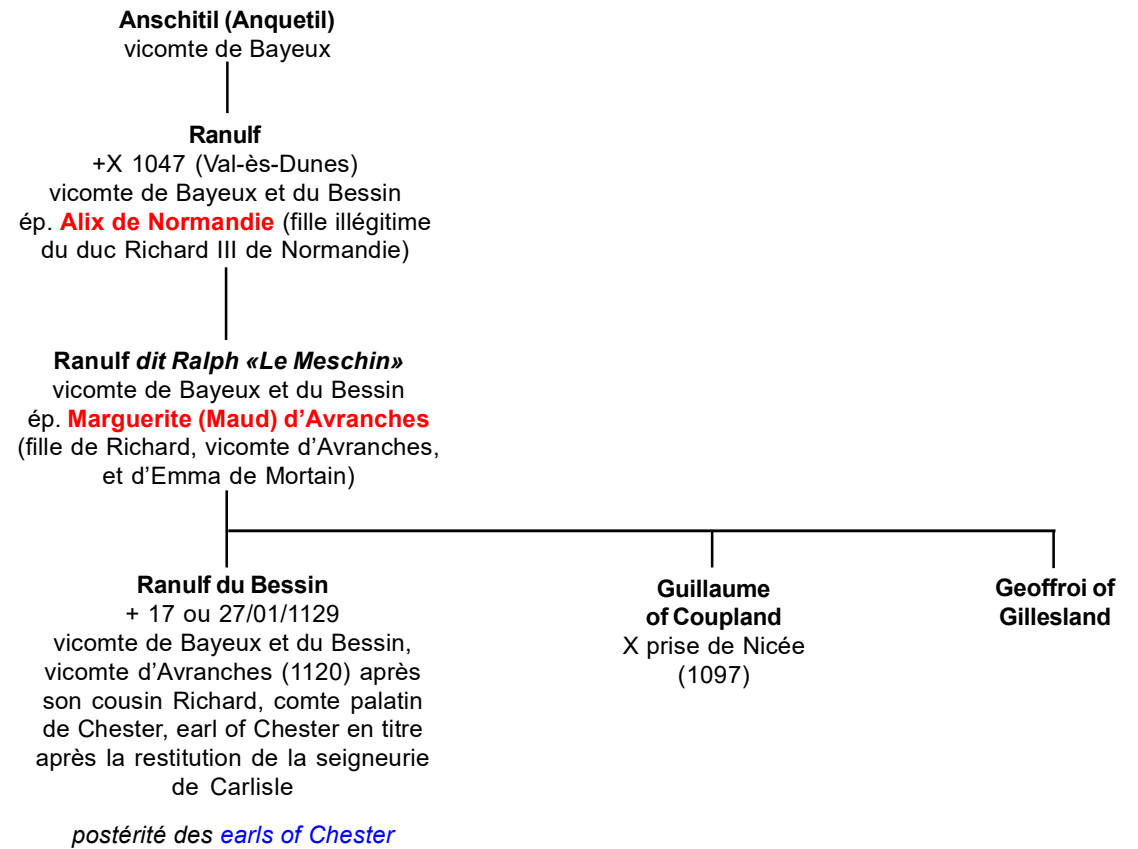 Anschitil (Anquetil)
vicomte de Bayeux
Ranulf
+X 1047 (Val-ès-Dunes)
vicomte de Bayeux et du Bessin
ép. Alix de Normandie (fille illégitime
du duc Richard III de Normandie)
Ranulf dit Ralph «Le Meschin»
vicomte de Bayeux et du Bessin
ép. Marguerite (Maud) d’Avranches
(fille de Richard, vicomte d’Avranches,
et d’Emma de Mortain)
Ranulf du Bessin
+ 17 ou 27/01/1129
vicomte de Bayeux et du Bessin,
vicomte d’Avranches (1120) après
son cousin Richard, comte palatin
de Chester, earl of Chester en titre
après la restitution de la seigneurie
de Carlisle
postérité des earls of Chester
Guillaume
of Coupland
X prise de Nicée
(1097)
Geoffroi of
Gillesland